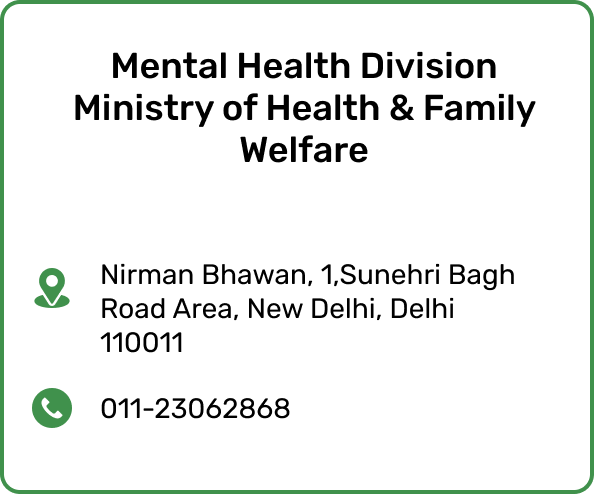 Mental Health Division
Ministry of Health & Family
Welfare
Nirman Bhawan, 1,Sunehri Bagh
Road Area, New Delhi, Delhi
110011
011-23062868